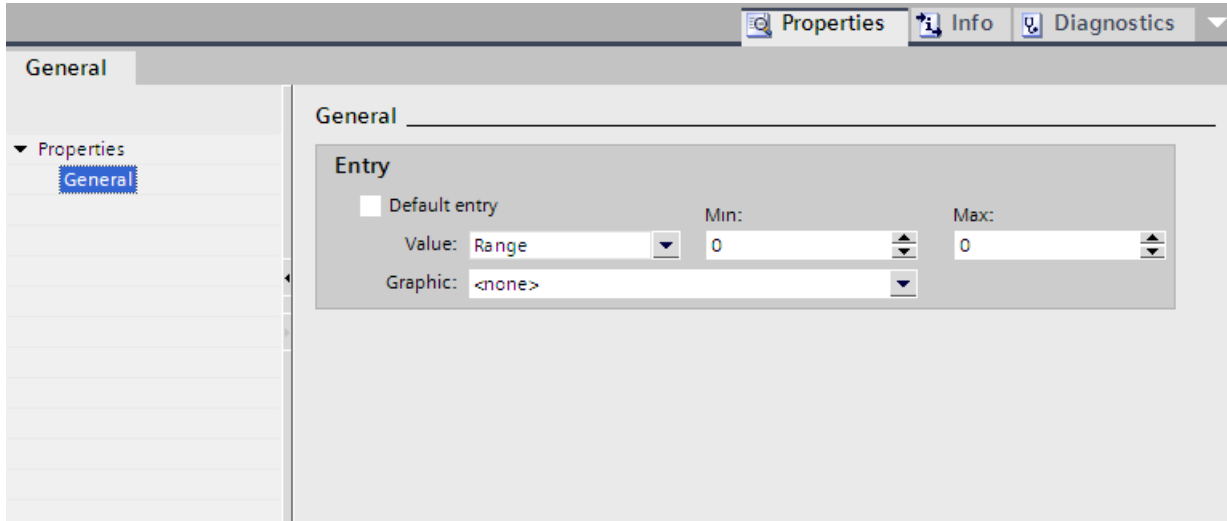 Properties Info Diagnostics
General
General
Properties
General
Entry
Default entry
Min: Max:
Value: Range 0 0
Graphic: <none>